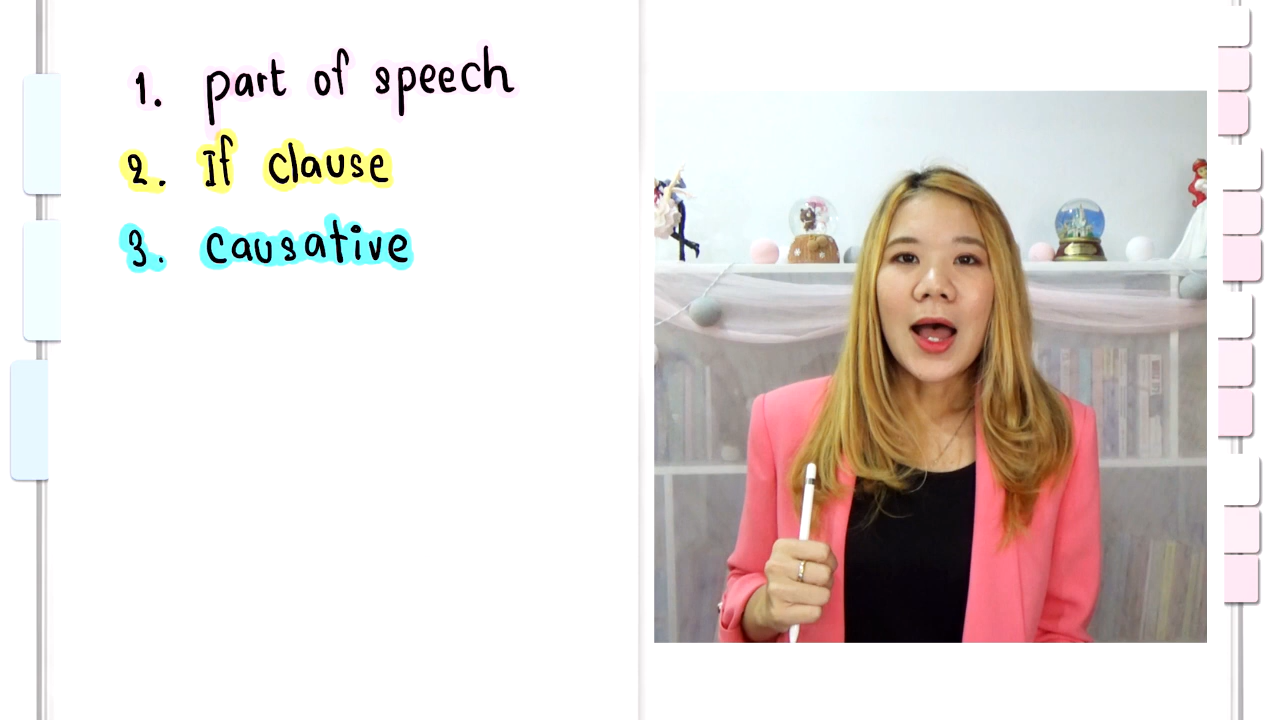 1. part of speech
2. If clause
3. causative